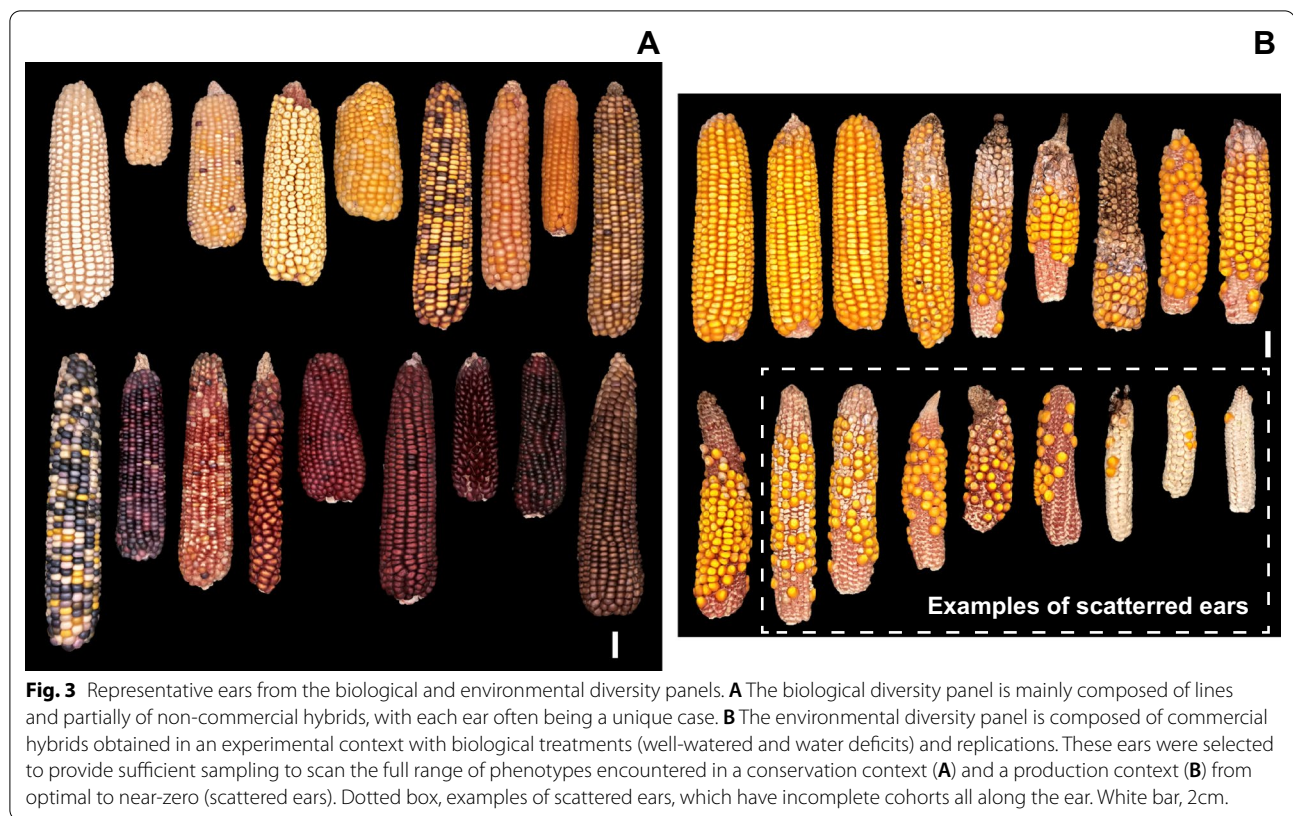 A
B
Examples of scatterred ears
Fig. 3 Representative ears from the biological and environmental diversity panels. A The biological diversity panel is mainly composed of lines
and partially of non-commercial hybrids, with each ear often being a unique case. B The environmental diversity panel is composed of commercial
hybrids obtained in an experimental context with biological treatments (well-watered and water deficits) and replications. These ears were selected
to provide sufficient sampling to scan the full range of phenotypes encountered in a conservation context (A) and a production context (B) from
optimal to near-zero (scattered ears). Dotted box, examples of scattered ears, which have incomplete cohorts all along the ear. White bar, 2cm.